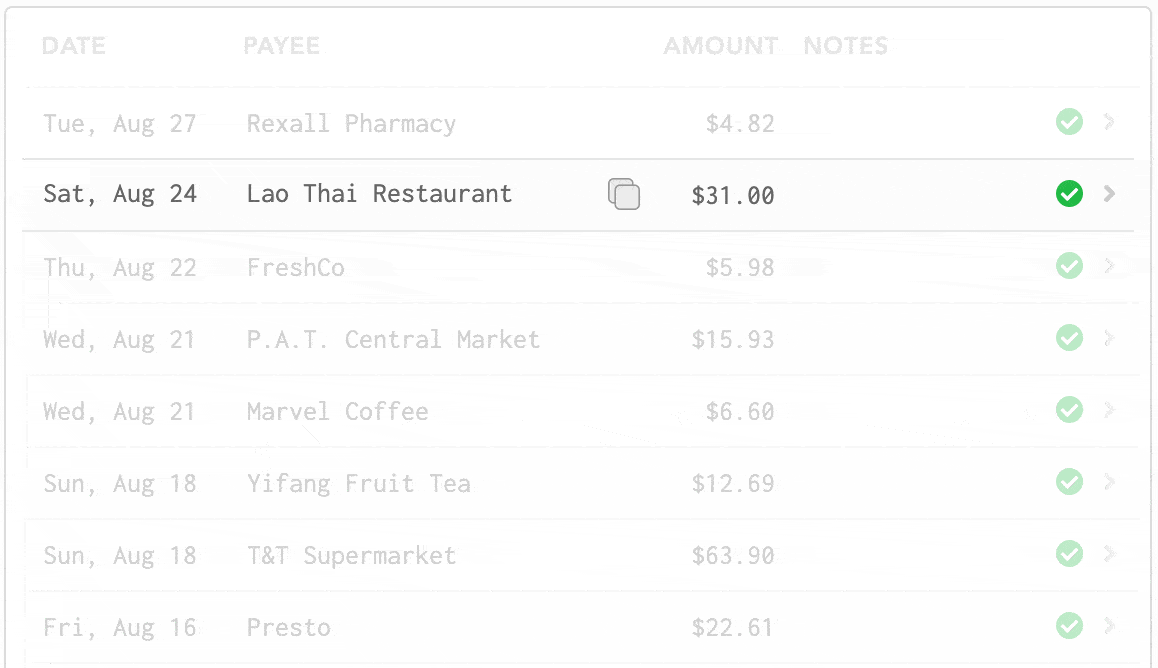 DATE PAYEE AMOUNT NOTES
Tue, Aug 27 Rexall Pharmacy $4.82
Sat, Aug 24 Lao Thai Restaurant $31.00
Thu, Aug 22 FreshCo $5.98
Wed, Aug 21 P.A.T. Central Market $15.93
Wed, Aug 21 Marvel Coffee $6.60
Sun, Aug 18 Yifang Fruit Tea $12.69
Sun, Aug 18 T&T Supermarket $63.90
Fri, Aug 16 Presto $22.61